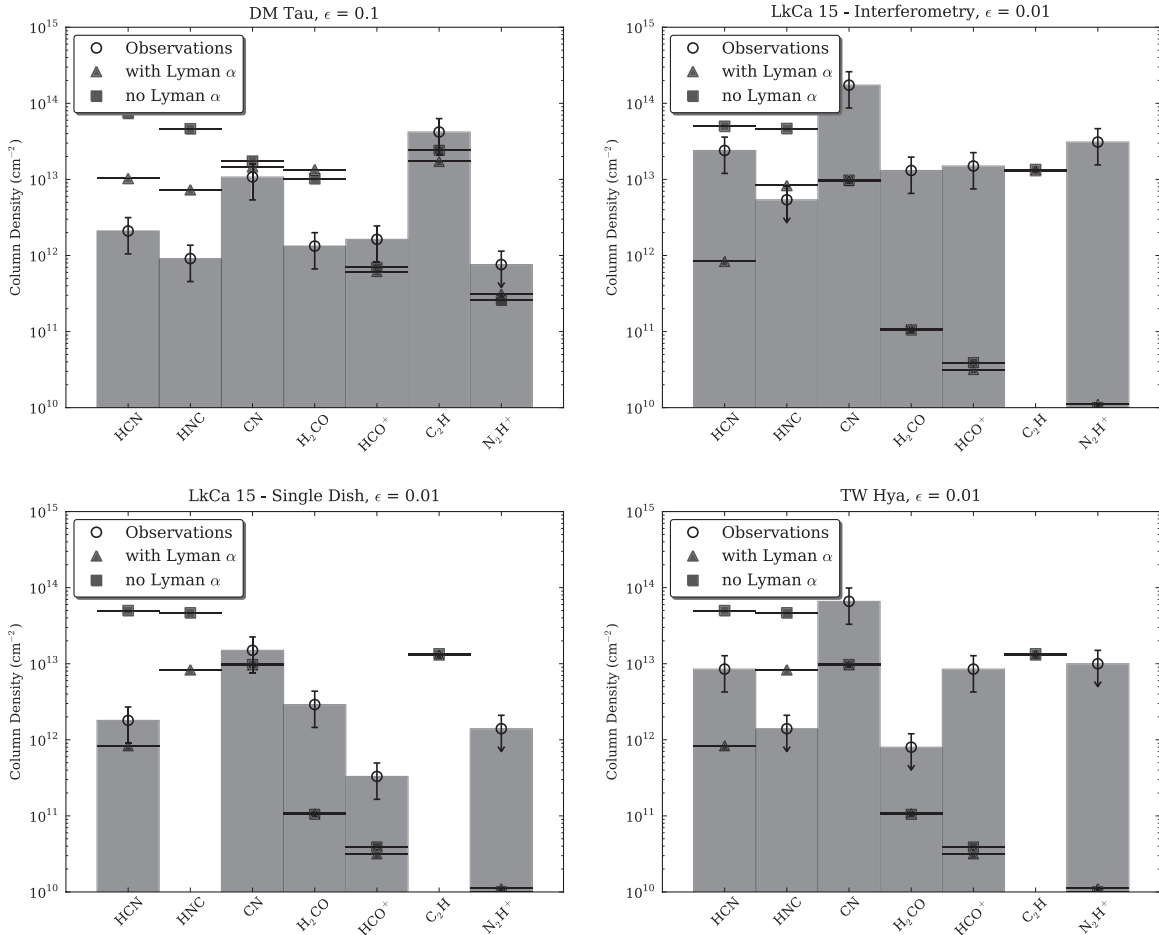 DM Tau, ϵ = 0.1
Observations
with Lyman α
no Lyman α
Column Density (cm⁻²)
10¹⁵
10¹⁴
10¹³
10¹²
10¹¹
10¹⁰
HCN
HNC
CN
H₂CO
HCO⁺
C₂H
N₂H⁺
LkCa 15 - Interferometry, ϵ = 0.01
Observations
with Lyman α
no Lyman α
Column Density (cm⁻²)
10¹⁵
10¹⁴
10¹³
10¹²
10¹¹
10¹⁰
HCN
HNC
CN
H₂CO
HCO⁺
C₂H
N₂H⁺
LkCa 15 - Single Dish, ϵ = 0.01
Observations
with Lyman α
no Lyman α
Column Density (cm⁻²)
10¹⁵
10¹⁴
10¹³
10¹²
10¹¹
10¹⁰
HCN
HNC
CN
H₂CO
HCO⁺
C₂H
N₂H⁺
TW Hya, ϵ = 0.01
Observations
with Lyman α
no Lyman α
Column Density (cm⁻²)
10¹⁵
10¹⁴
10¹³
10¹²
10¹¹
10¹⁰
HCN
HNC
CN
H₂CO
HCO⁺
C₂H
N₂H⁺